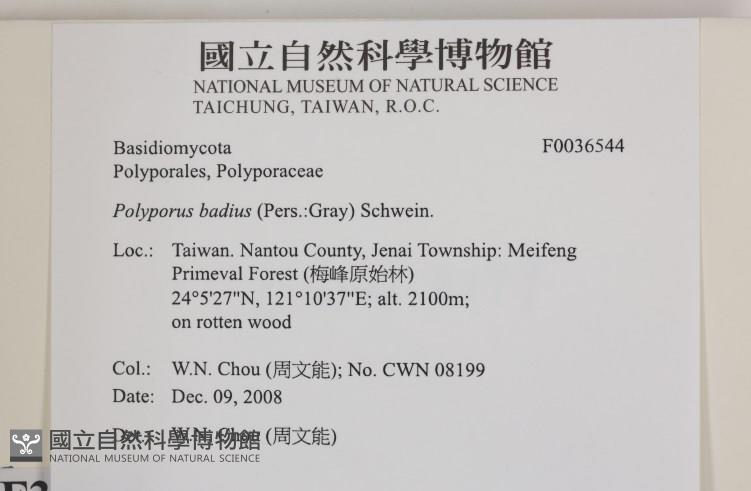 國立自然科學博物館
NATIONAL MUSEUM OF NATURAL SCIENCE
TAICHUNG, TAIWAN, R.O.C.
Basidiomycota F0036544
Polyporales, Polyporaceae
Polyporus badius (Pers.:Gray) Schwein.
Loc.: Taiwan. Nantou County, Jenai Township: Meifeng
Primeval Forest (梅峰原始林)
24°5'27"N, 121°10'37"E; alt. 2100m;
on rotten wood
Col.: W.N. Chou (周文能); No. CWN 08199
Date: Dec. 09, 2008
Det.: W.N. Chou (周文能)
國立自然科學博物館
NATIONAL MUSEUM OF NATURAL SCIENCE